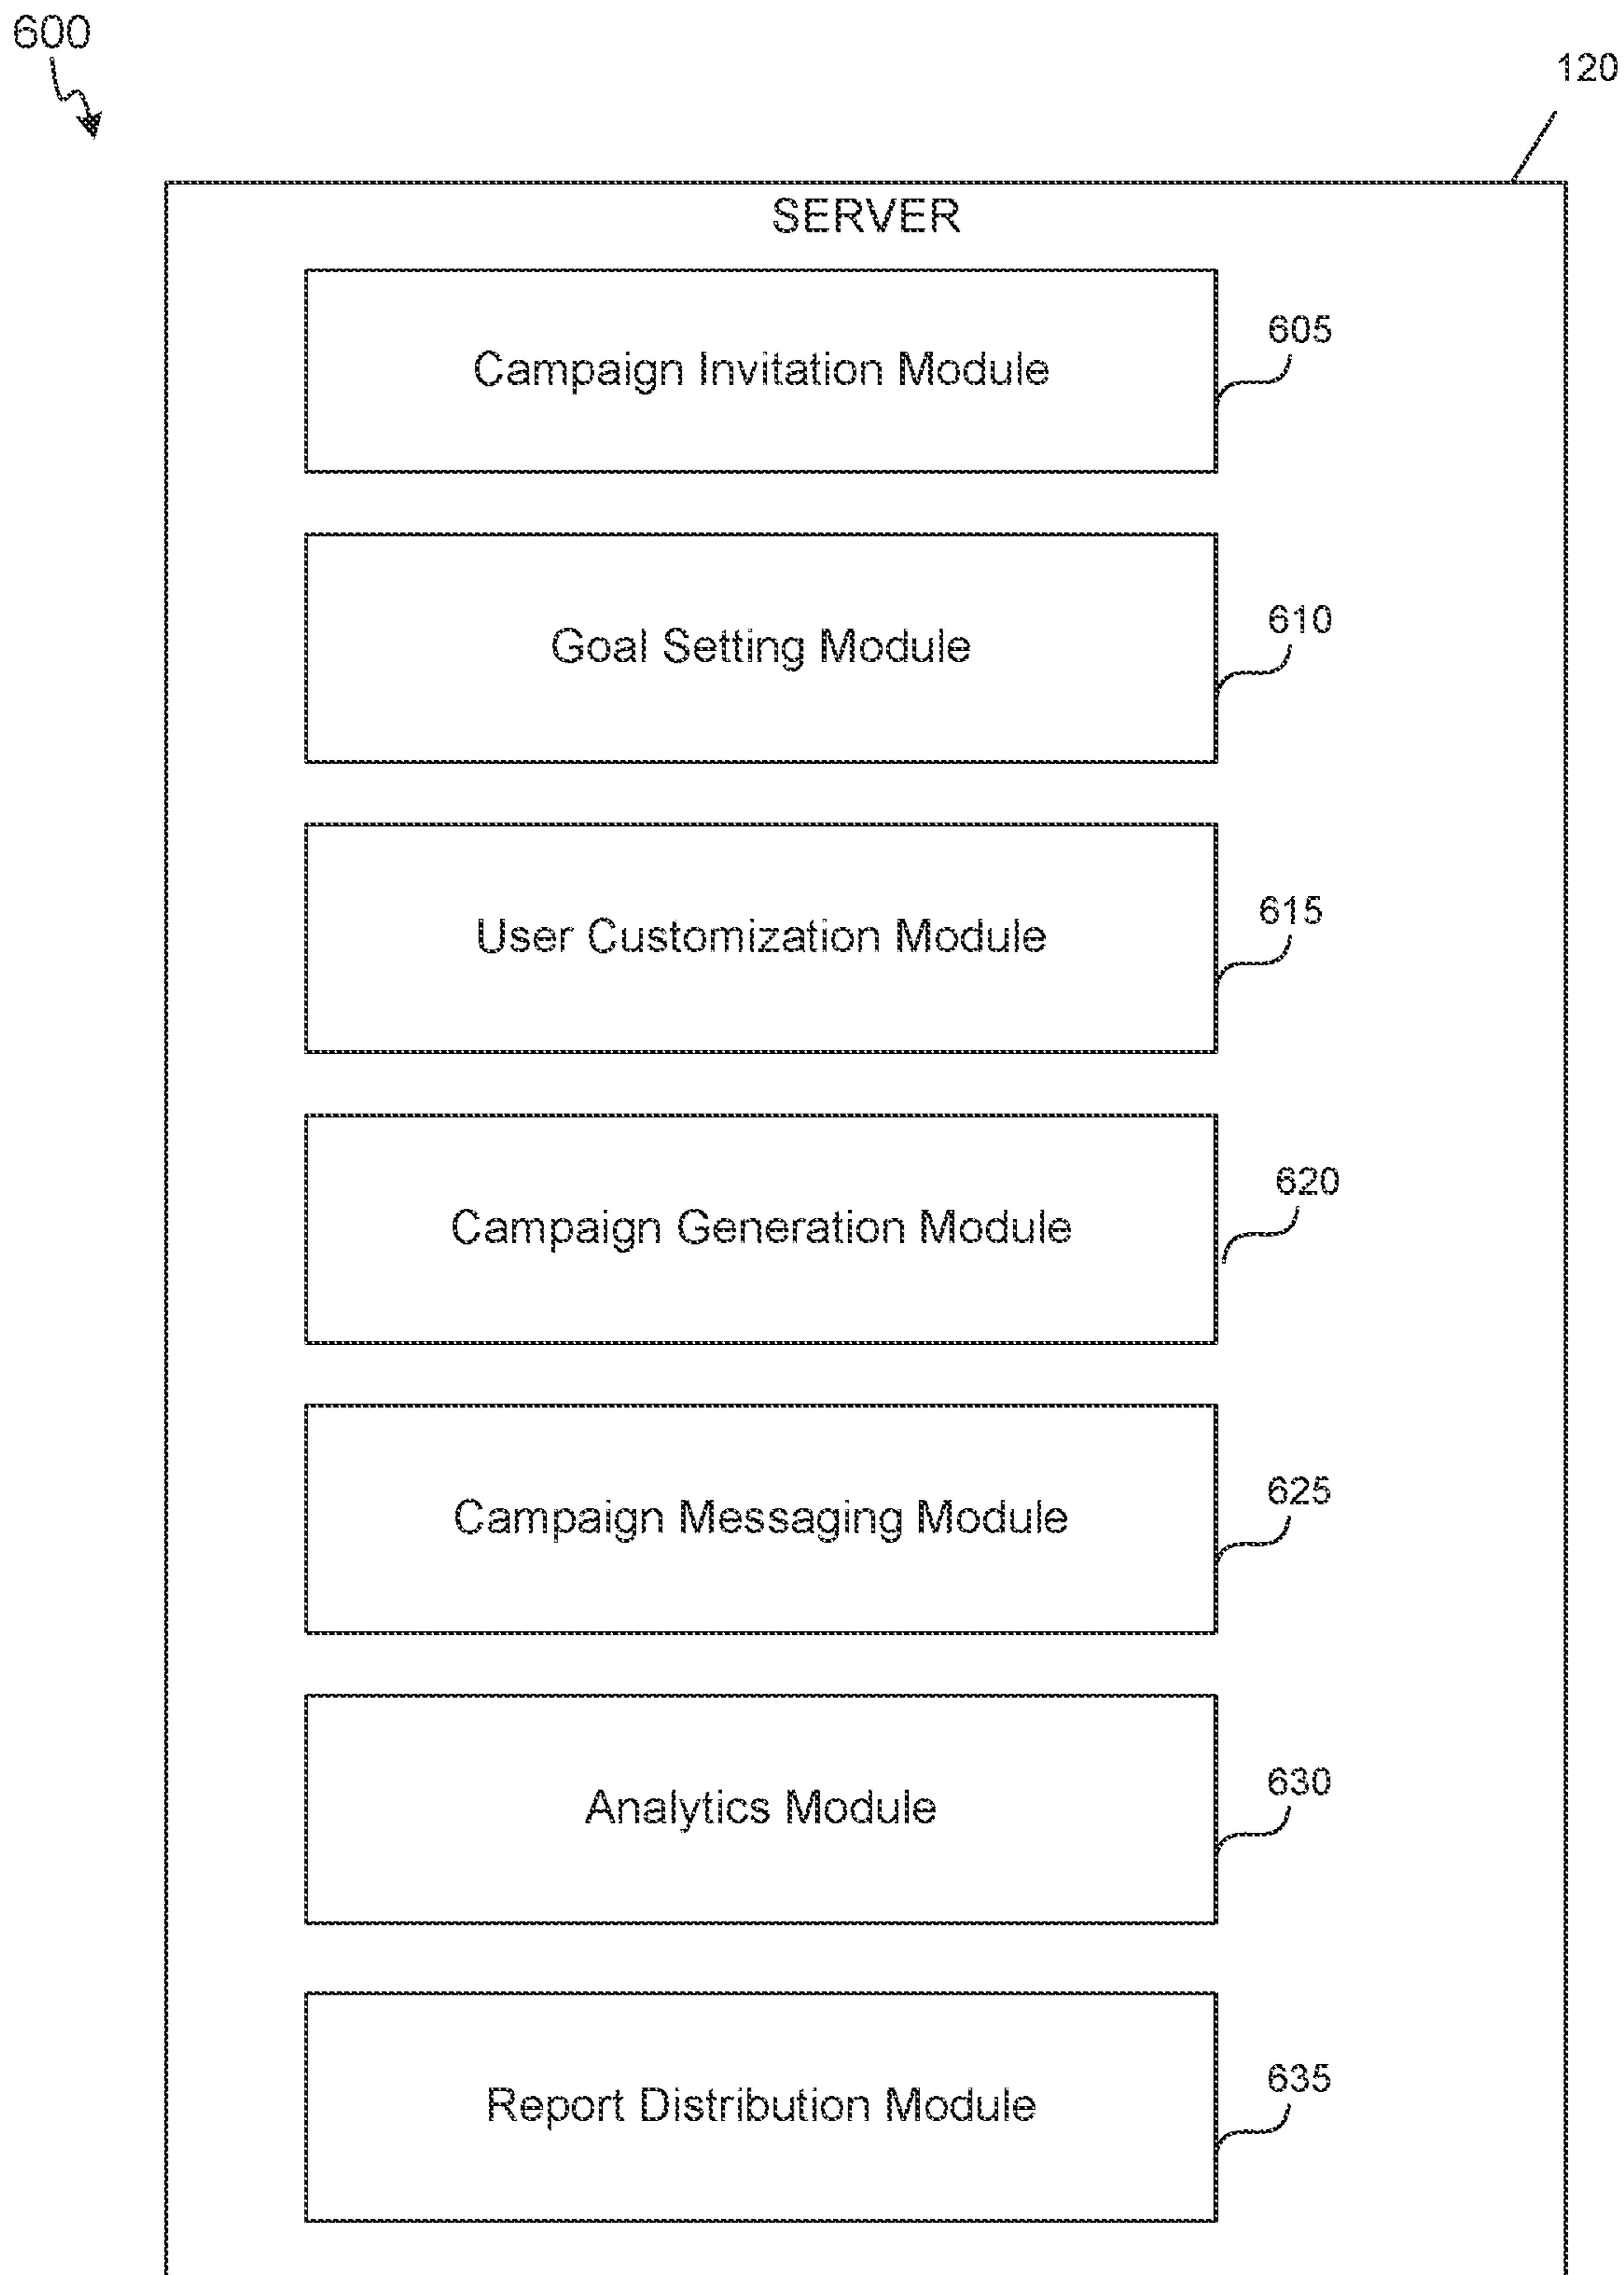 600
120
SERVER
Campaign Invitation Module
605
Goal Setting Module
610
User Customization Module
615
Campaign Generation Module
620
Campaign Messaging Module
625
Analytics Module
630
Report Distribution Module
635